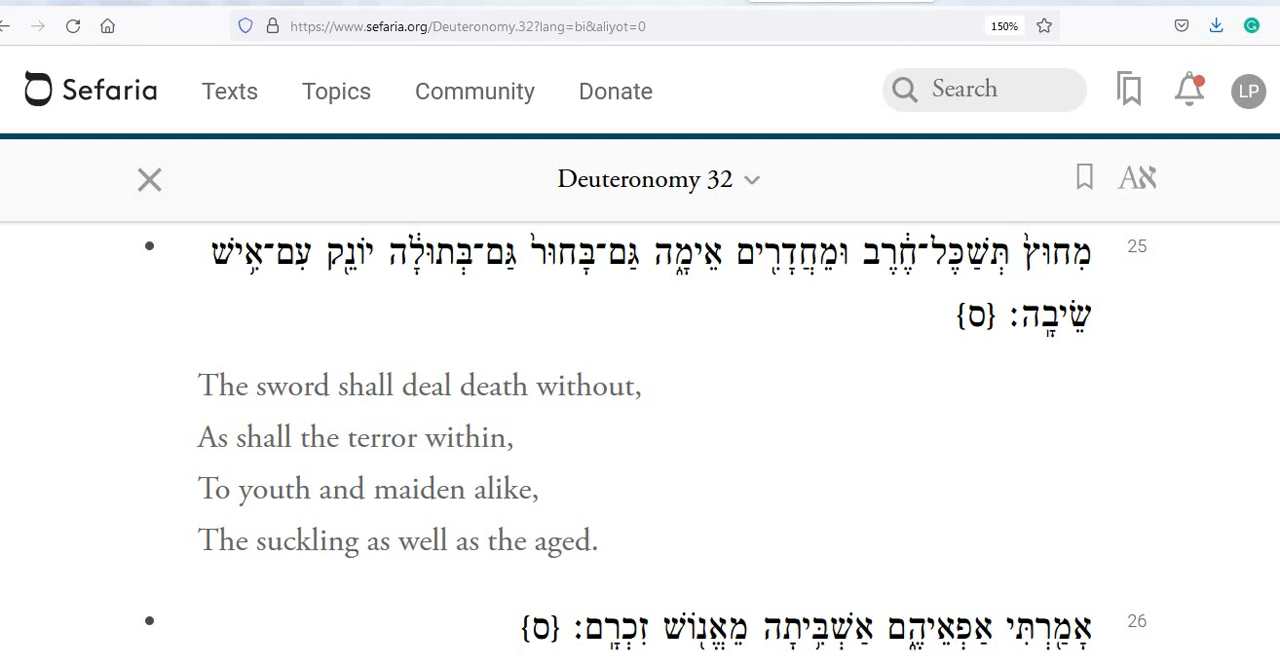 https://www.sefaria.org/Deuteronomy.32?lang=bi&aliyot=0 150%
Sefaria Texts Topics Community Donate Search LP
Deuteronomy 32 Aא
25 מִחוּץ֙ תְּשַׁכֶּל־חֶ֔רֶב וּמֵחֲדָרִ֖ים אֵימָ֑ה גַּם־בָּחוּר֙ גַּם־בְּתוּלָ֔ה יוֹנֵ֖ק עִם־אִ֥ישׁ
שֵׂיבָֽה׃ {ס}
The sword shall deal death without,
As shall the terror within,
To youth and maiden alike,
The suckling as well as the aged.
26 אָמַ֖רְתִּי אַפְאֵיהֶ֑ם אַשְׁבִּ֥יתָה מֵאֱנ֖וֹשׁ זִכְרָֽם׃ {ס}